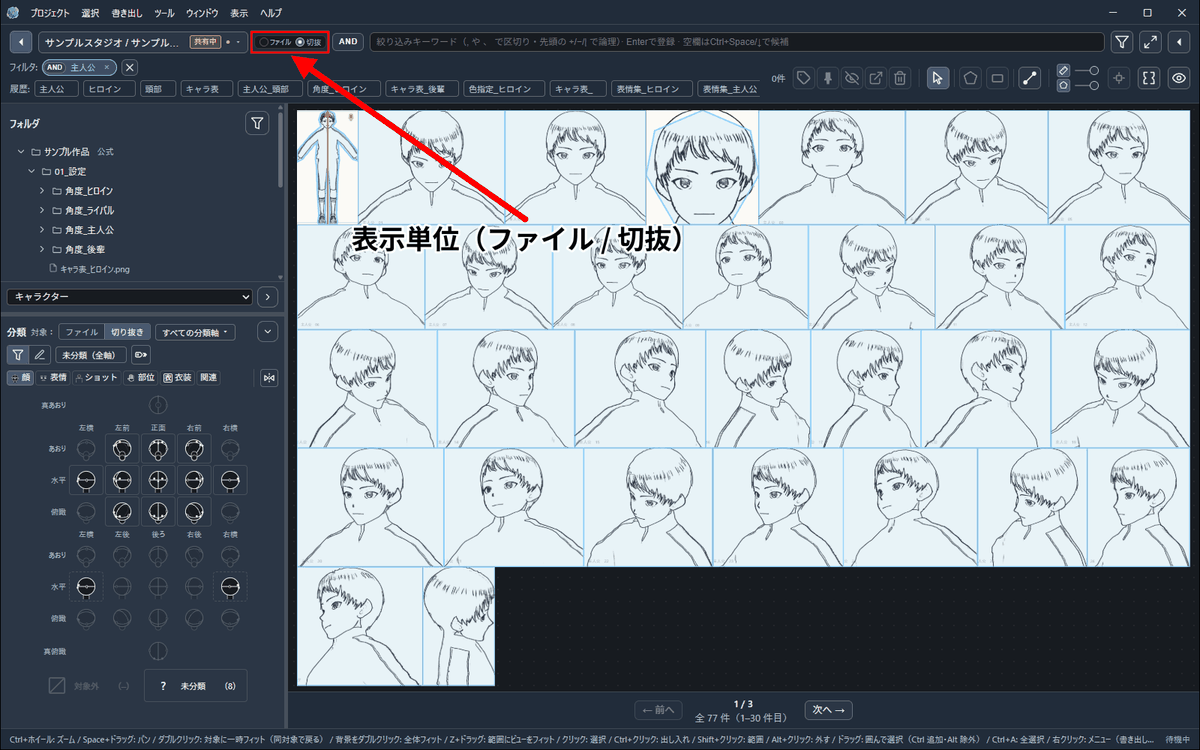 プロジェクト 選択 書き出し ツール ウィンドウ 表示 ヘルプ
サンプルスタジオ / サンプル... 共有中 ファイル 切抜 AND 絞り込みキーワード（, や 、 で区切り・先頭の +/-/| で論理）Enterで登録・空欄はCtrl+Space/↓で候補
フィルタ: AND 主人公 ×
履歴: 主人公 ヒロイン 頭部 キャラ表 主人公_頭部 角度_ヒロイン キャラ表_後輩 色指定_ヒロイン キャラ表_ 表情集_ヒロイン 表情集_主人公
0件
フォルダ
サンプル作品 公式
01_設定
角度_ヒロイン
角度_ライバル
角度_主人公
角度_後輩
キャラ表_ヒロイン.png
表示単位（ファイル / 切抜）
キャラクター
分類 対象： ファイル 切り抜き すべての分類軸
未分類（全軸）
顔 表情 ショット 部位 衣装 関連
真あおり
左横 左前 正面 右前 右横
あおり
水平
俯瞰
左横 左後 後ろ 右後 右横
あおり
水平
俯瞰
真俯瞰
対象外 (–) ? 未分類 (8)
← 前へ 1 / 3 次へ →
全 77 件（1–30 件目）
Ctrl+ホイール: ズーム / Space+ドラッグ: パン / ダブルクリック: 対象に一時フィット（同対象で戻る） / 背景をダブルクリック: 全体フィット / Z+ドラッグ: 範囲にビューをフィット / クリック: 選択 / Ctrl+クリック: 出し入れ / Shift+クリック: 範囲 / Alt+クリック: 外す / ドラッグ: 囲んで選択（Ctrl 追加・Alt 除外） / Ctrl+A: 全選択 / 右クリック: メニュー（書き出し... 待機中